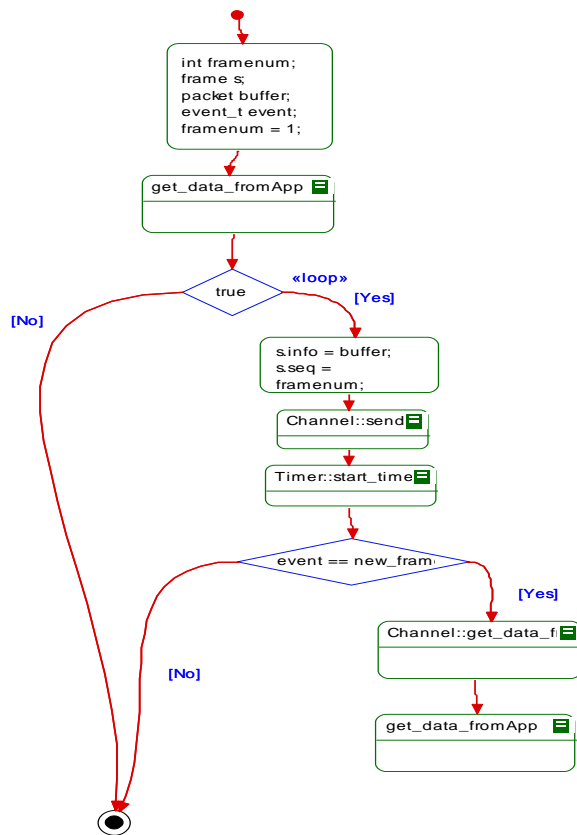 int framenum;
frame s;
packet buffer;
event_t event;
framenum = 1;
get_data_fromApp
true
«loop»
[Yes]
[No]
s.info = buffer;
s.seq =
framenum;
Channel::send
Timer::start_time
event == new_fram
[Yes]
[No]
Channel::get_data_f
get_data_fromApp